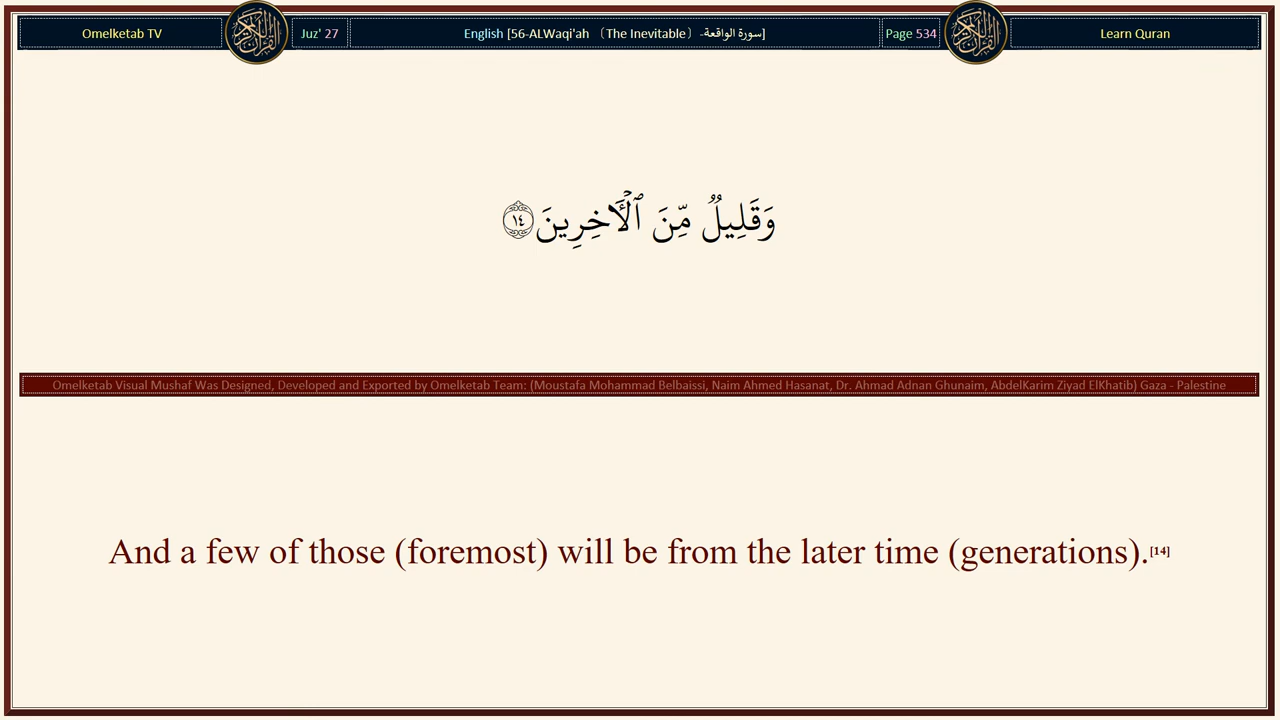 Omelketab TV
Juz' 27
English [56-ALWaqi'ah （The Inevitable） -سورة الواقعة]
Page 534
Learn Quran
وَقَلِيلٌ مِّنَ ٱلْأَخِرِينَ ١٤
Omelketab Visual Mushaf Was Designed, Developed and Exported by Omelketab Team: (Moustafa Mohammad Belbaissi, Naim Ahmed Hasanat, Dr. Ahmad Adnan Ghunaim, AbdelKarim Ziyad ElKhatib) Gaza - Palestine
And a few of those (foremost) will be from the later time (generations).[14]